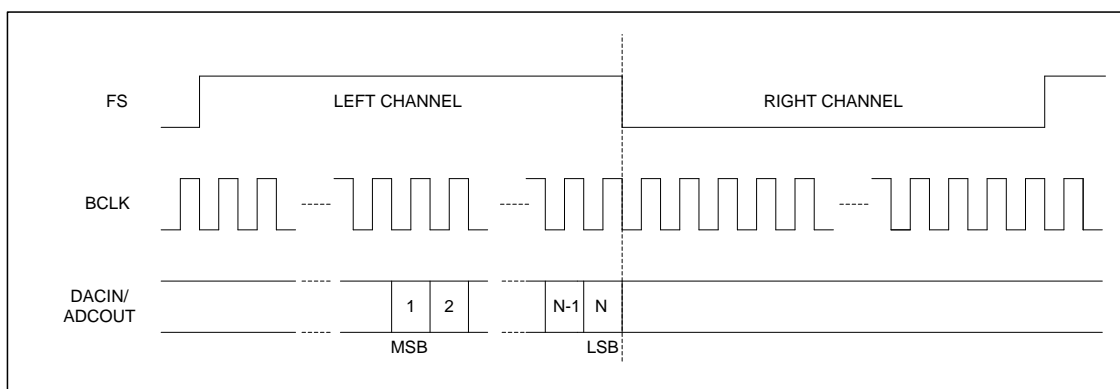 FS
LEFT CHANNEL
RIGHT CHANNEL
BCLK
DACIN/
ADCOUT
1
2
N-1
N
MSB
LSB